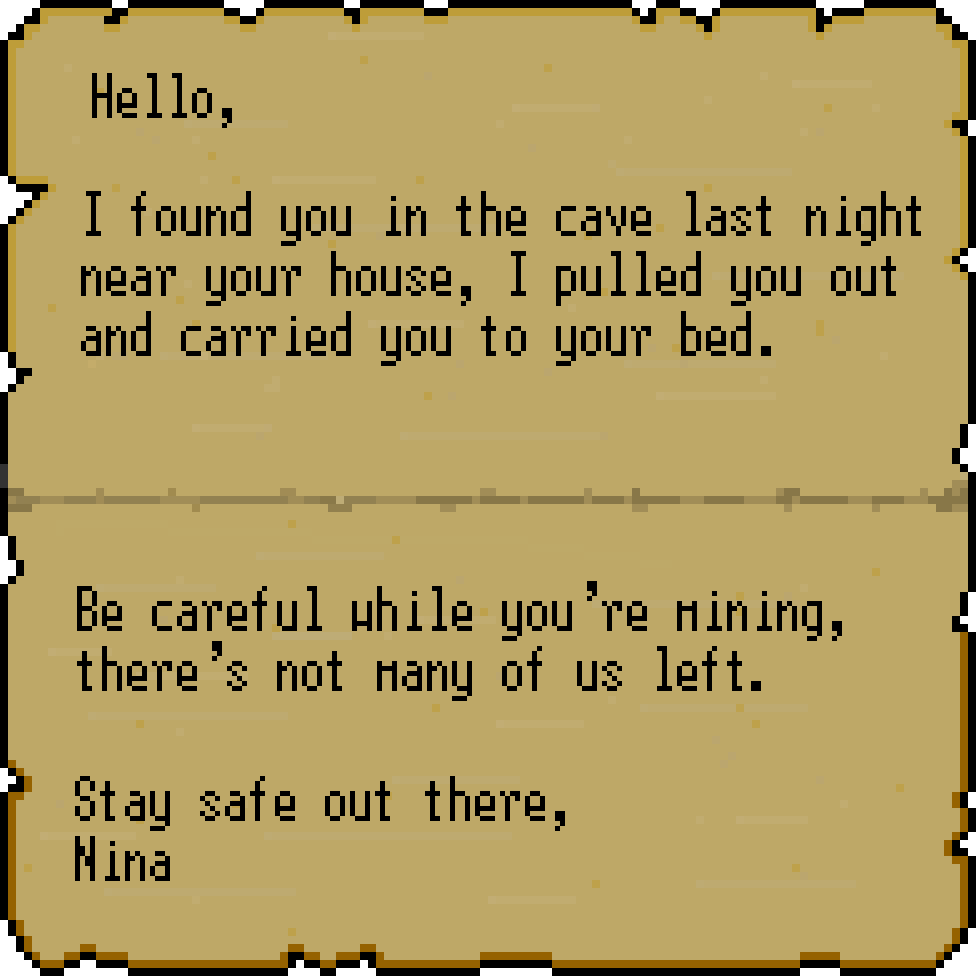 Hello,
I found you in the cave last night
near your house, I pulled you out
and carried you to your bed.
Be careful while you're mining,
there's not many of us left.
Stay safe out there,
Nina